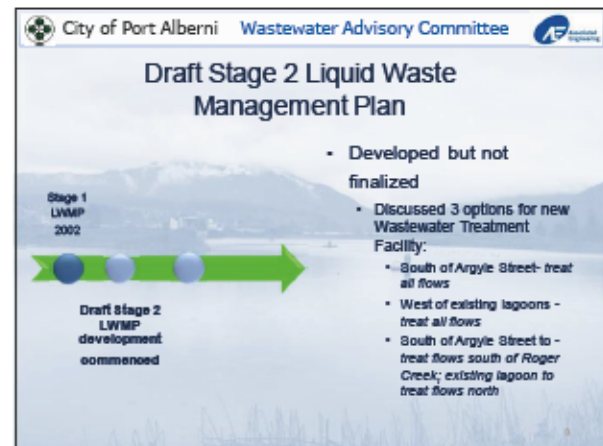 City of Port Alberni Wastewater Advisory Committee
Associated
Engineering
Draft Stage 2 Liquid Waste
Management Plan
Stage 1
LWMP
2002
Draft Stage 2
LWMP
development
commenced
▪ Developed but not
finalized
▪ Discussed 3 options for new
Wastewater Treatment
Facility:
▪ South of Argyle Street- treat
all flows
▪ West of existing lagoons -
treat all flows
▪ South of Argyle Street to -
treat flows south of Roger
Creek; existing lagoon to
treat flows north